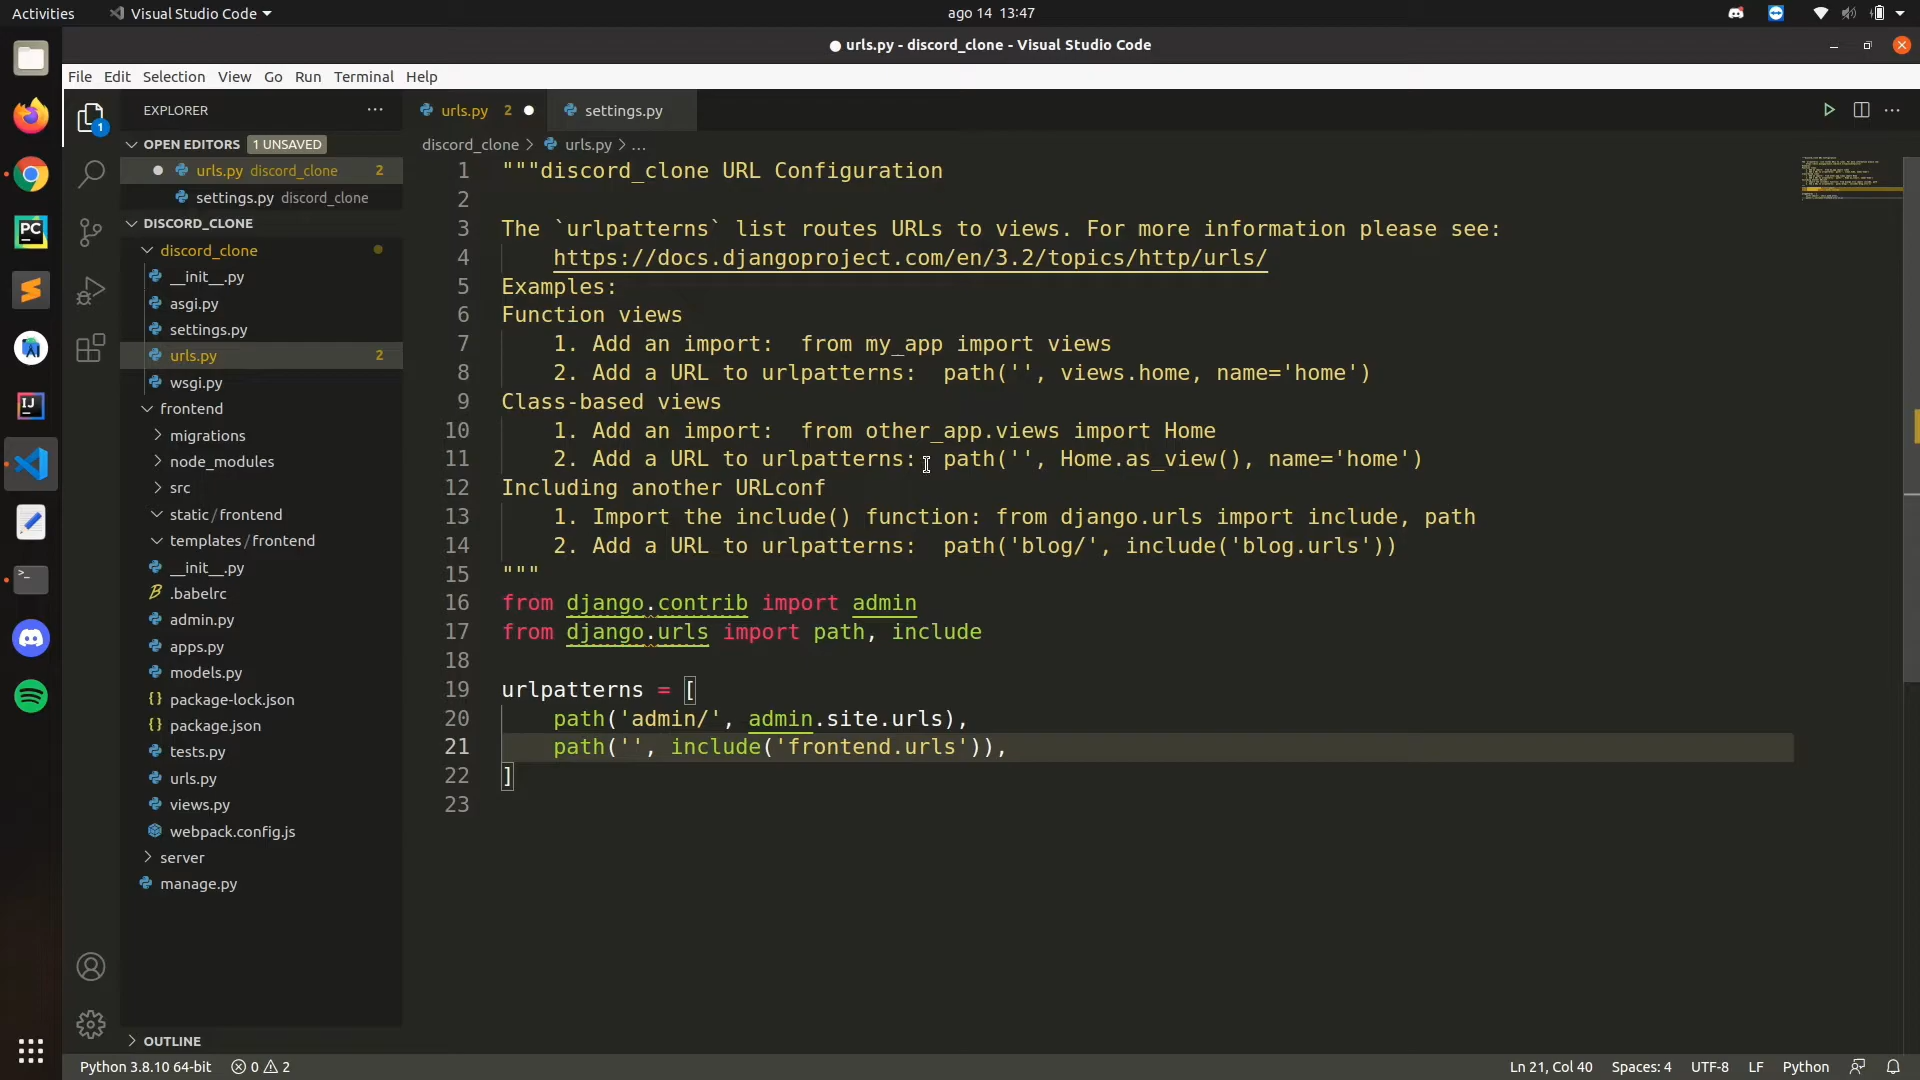 Activities
Visual Studio Code
ago 14 13:47
● urls.py - discord_clone - Visual Studio Code
File Edit Selection View Go Run Terminal Help
EXPLORER
urls.py 2
settings.py
OPEN EDITORS 1 UNSAVED
urls.py discord_clone 2
settings.py discord_clone
DISCORD_CLONE
discord_clone
__init__.py
asgi.py
settings.py
urls.py 2
wsgi.py
frontend
migrations
node_modules
src
static/frontend
templates/frontend
__init__.py
.babelrc
admin.py
apps.py
models.py
package-lock.json
package.json
tests.py
urls.py
views.py
webpack.config.js
server
manage.py
OUTLINE
discord_clone > urls.py > ...
1 """discord_clone URL Configuration
2
3 The `urlpatterns` list routes URLs to views. For more information please see:
4     https://docs.djangoproject.com/en/3.2/topics/http/urls/
5 Examples:
6 Function views
7     1. Add an import:  from my_app import views
8     2. Add a URL to urlpatterns:  path('', views.home, name='home')
9 Class-based views
10     1. Add an import:  from other_app.views import Home
11     2. Add a URL to urlpatterns:  path('', Home.as_view(), name='home')
12 Including another URLconf
13     1. Import the include() function: from django.urls import include, path
14     2. Add a URL to urlpatterns:  path('blog/', include('blog.urls'))
15 """
16 from django.contrib import admin
17 from django.urls import path, include
18
19 urlpatterns = [
20     path('admin/', admin.site.urls),
21     path('', include('frontend.urls')),
22 ]
23
Python 3.8.10 64-bit 0 2
Ln 21, Col 40 Spaces: 4 UTF-8 LF Python